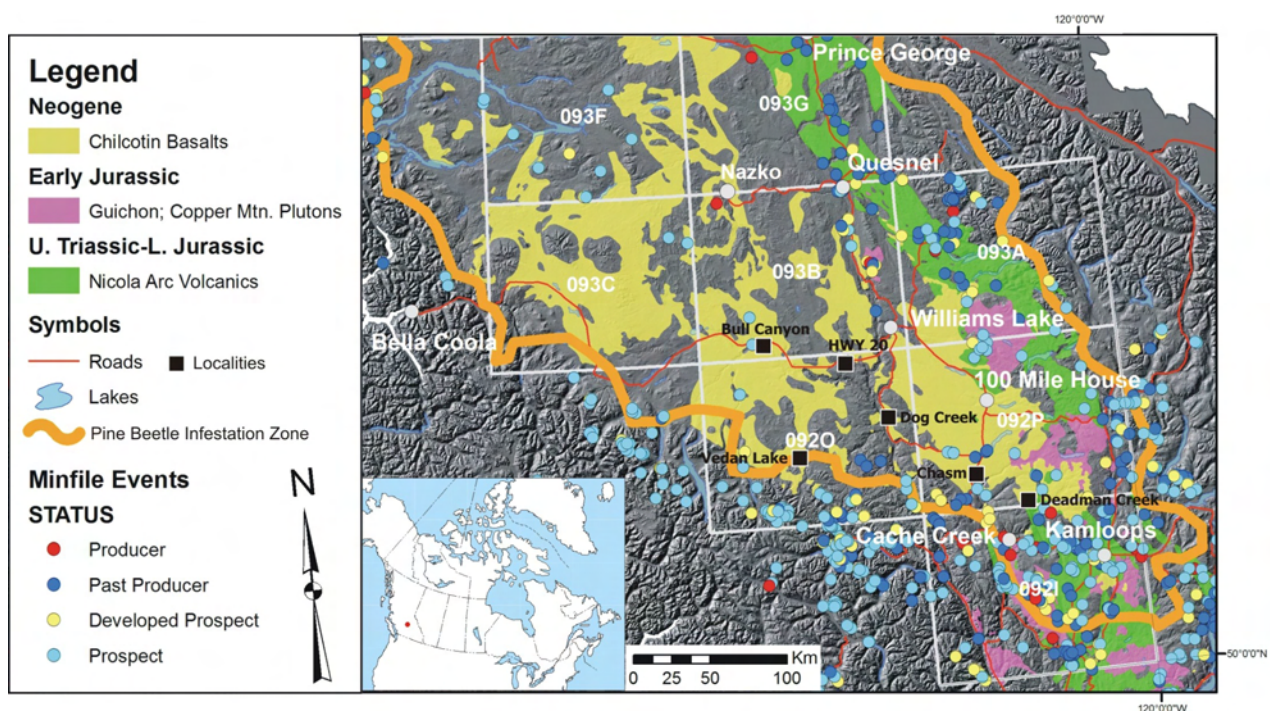 120°0'0"W
Legend
Neogene
Chilcotin Basalts
Early Jurassic
Guichon; Copper Mtn. Plutons
U. Triassic-L. Jurassic
Nicola Arc Volcanics
Symbols
Roads
Localities
Lakes
Pine Beetle Infestation Zone
Minfile Events
STATUS
Producer
Past Producer
Developed Prospect
Prospect
N
Prince George
093F
093G
Nazko
Quesnel
093A
093C
093B
Williams Lake
Bull Canyon
HWY 20
Bella Coola
100 Mile House
Dog Creek
092P
092O
Vedan Lake
Chasm
Deadman Creek
Cache Creek
Kamloops
092I
Km
0 25 50 100
50°0'0"N
120°0'0"W